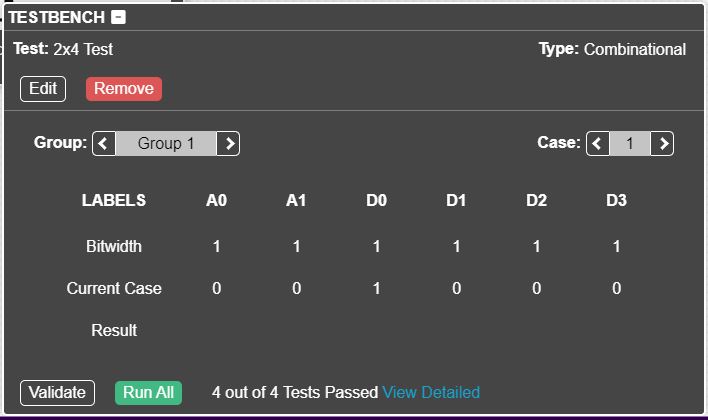 TESTBENCH
Test: 2x4 Test Type: Combinational
Edit Remove
Group: Group 1 Case: 1
LABELS A0 A1 D0 D1 D2 D3
Bitwidth 1 1 1 1 1 1
Current Case 0 0 1 0 0 0
Result
Validate Run All 4 out of 4 Tests Passed View Detailed